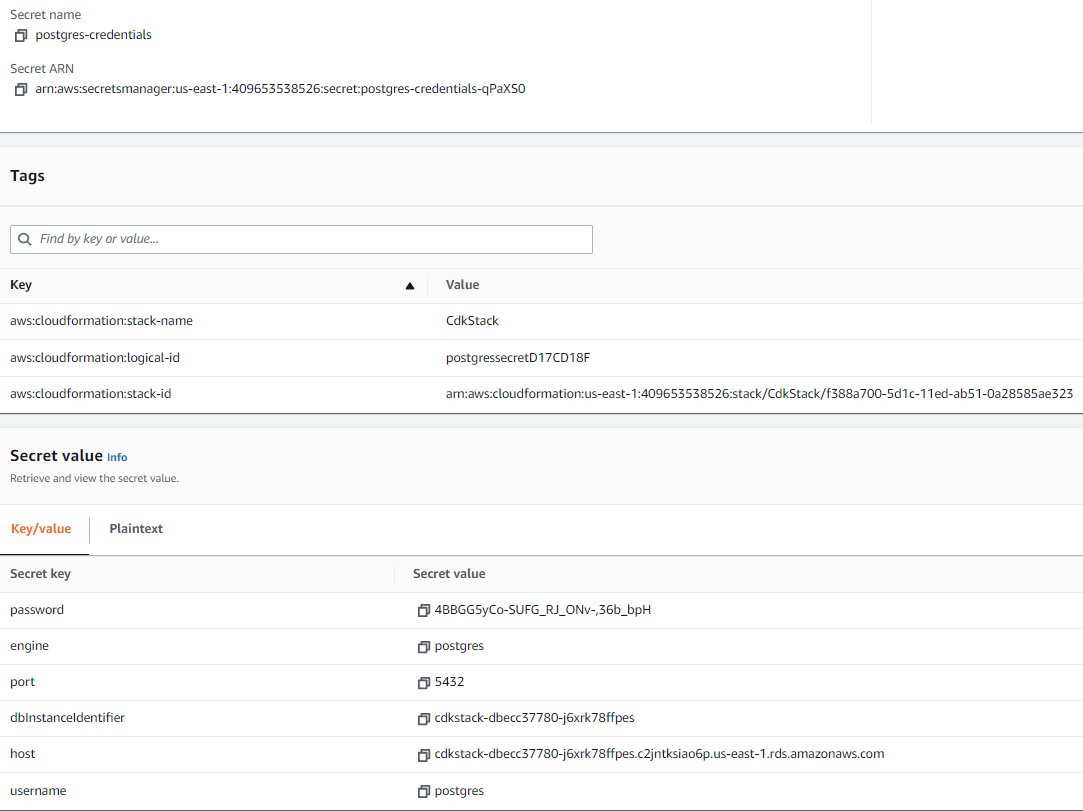 Secret name
postgres-credentials
Secret ARN
arn:aws:secretsmanager:us-east-1:409653538526:secret:postgres-credentials-qPaXS0
Tags
Find by key or value...
Key Value
aws:cloudformation:stack-name CdkStack
aws:cloudformation:logical-id postgressecretD17CD18F
aws:cloudformation:stack-id arn:aws:cloudformation:us-east-1:409653538526:stack/CdkStack/f388a700-5d1c-11ed-ab51-0a28585ae323
Secret value Info
Retrieve and view the secret value.
Key/value Plaintext
Secret key Secret value
password 4BBGG5yCo-SUFG_RJ_ONv-,36b_bpH
engine postgres
port 5432
dbInstanceIdentifier cdkstack-dbecc37780-j6xrk78ffpes
host cdkstack-dbecc37780-j6xrk78ffpes.c2jntksiao6p.us-east-1.rds.amazonaws.com
username postgres